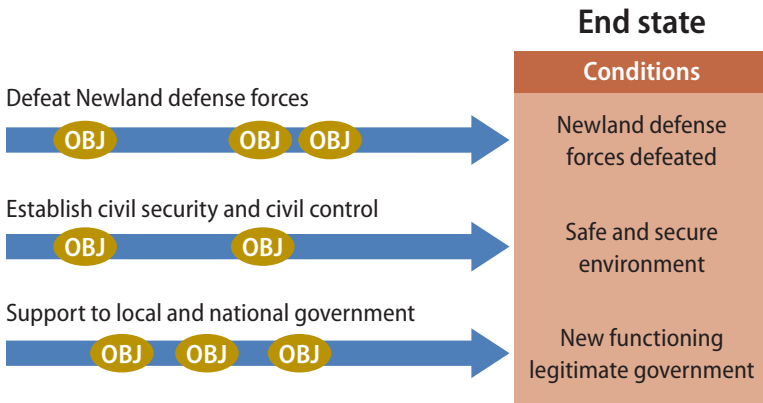 End state
Conditions
Defeat Newland defense forces
OBJ OBJ OBJ
Newland defense
forces defeated
Establish civil security and civil control
OBJ OBJ
Safe and secure
environment
Support to local and national government
OBJ OBJ OBJ
New functioning
legitimate government